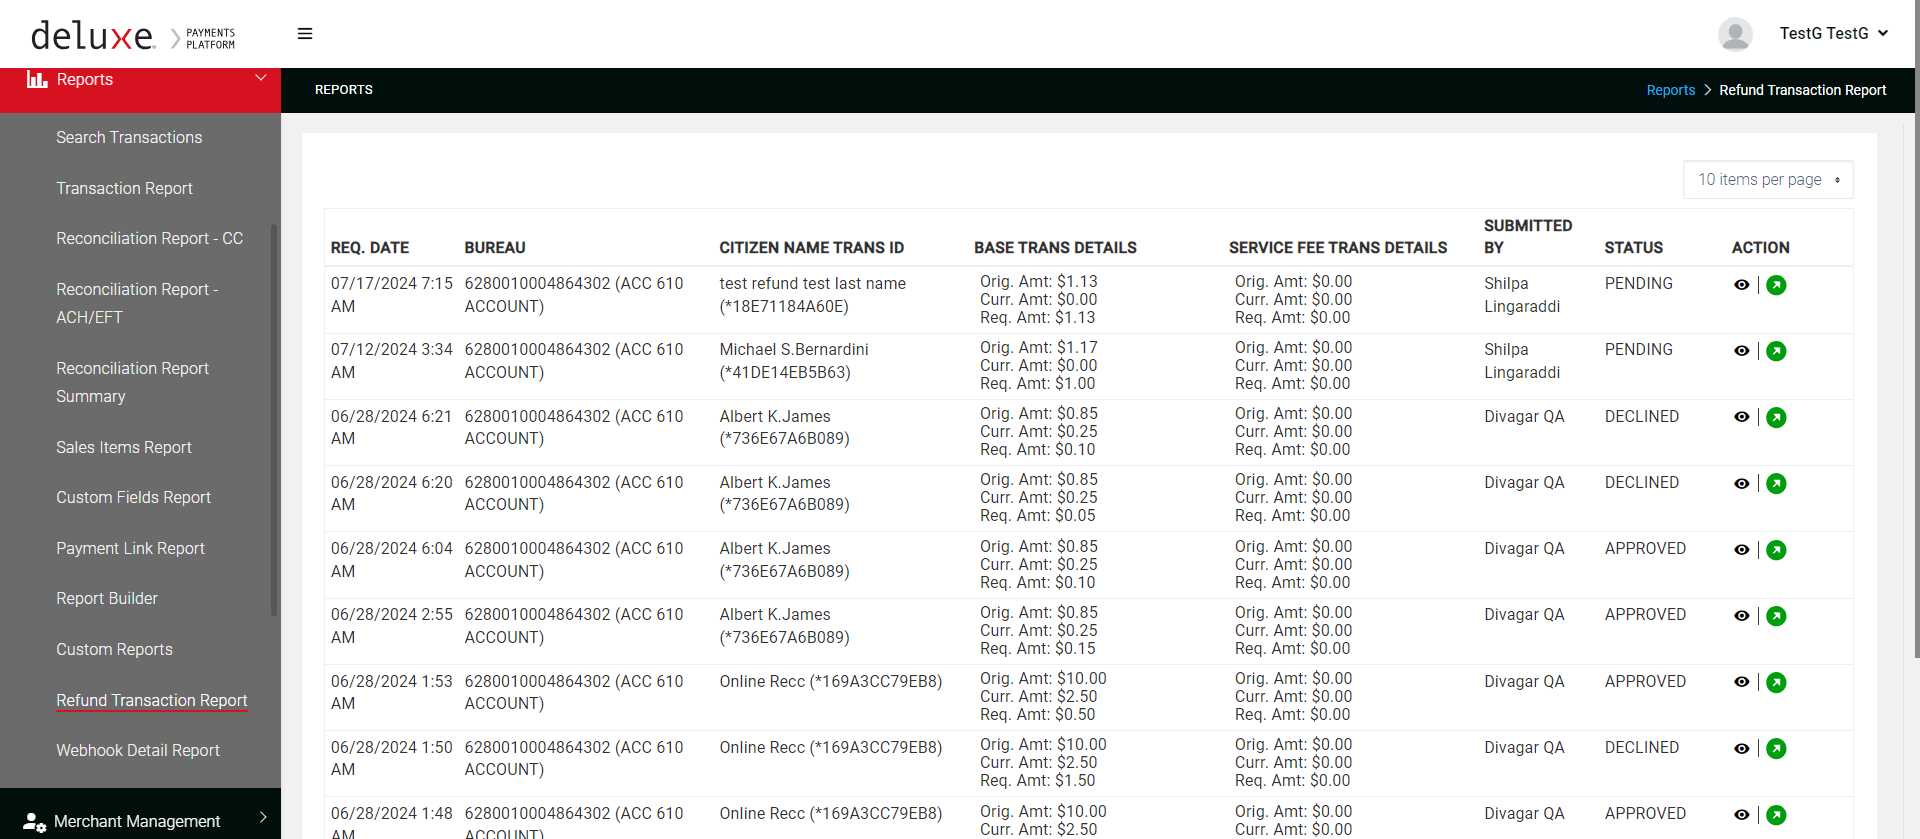 deluxe. PAYMENTS
PLATFORM
TestG TestG
Reports
REPORTS
Reports > Refund Transaction Report
Search Transactions
Transaction Report
Reconciliation Report - CC
Reconciliation Report -
ACH/EFT
Reconciliation Report
Summary
Sales Items Report
Custom Fields Report
Payment Link Report
Report Builder
Custom Reports
Refund Transaction Report
Webhook Detail Report
Merchant Management
10 items per page
REQ. DATE BUREAU CITIZEN NAME TRANS ID BASE TRANS DETAILS SERVICE FEE TRANS DETAILS SUBMITTED BY STATUS ACTION
07/17/2024 7:15 6280010004864302 (ACC 610 test refund test last name Orig. Amt: $1.13 Orig. Amt: $0.00 Shilpa PENDING
AM ACCOUNT) (*18E71184A60E) Curr. Amt: $0.00 Curr. Amt: $0.00 Lingaraddi
Req. Amt: $1.13 Req. Amt: $0.00
07/12/2024 3:34 6280010004864302 (ACC 610 Michael S.Bernardini Orig. Amt: $1.17 Orig. Amt: $0.00 Shilpa PENDING
AM ACCOUNT) (*41DE14EB5B63) Curr. Amt: $0.00 Curr. Amt: $0.00 Lingaraddi
Req. Amt: $1.00 Req. Amt: $0.00
06/28/2024 6:21 6280010004864302 (ACC 610 Albert K.James Orig. Amt: $0.85 Orig. Amt: $0.00 Divagar QA DECLINED
AM ACCOUNT) (*736E67A6B089) Curr. Amt: $0.25 Curr. Amt: $0.00
Req. Amt: $0.10 Req. Amt: $0.00
06/28/2024 6:20 6280010004864302 (ACC 610 Albert K.James Orig. Amt: $0.85 Orig. Amt: $0.00 Divagar QA DECLINED
AM ACCOUNT) (*736E67A6B089) Curr. Amt: $0.25 Curr. Amt: $0.00
Req. Amt: $0.05 Req. Amt: $0.00
06/28/2024 6:04 6280010004864302 (ACC 610 Albert K.James Orig. Amt: $0.85 Orig. Amt: $0.00 Divagar QA APPROVED
AM ACCOUNT) (*736E67A6B089) Curr. Amt: $0.25 Curr. Amt: $0.00
Req. Amt: $0.10 Req. Amt: $0.00
06/28/2024 2:55 6280010004864302 (ACC 610 Albert K.James Orig. Amt: $0.85 Orig. Amt: $0.00 Divagar QA APPROVED
AM ACCOUNT) (*736E67A6B089) Curr. Amt: $0.25 Curr. Amt: $0.00
Req. Amt: $0.15 Req. Amt: $0.00
06/28/2024 1:53 6280010004864302 (ACC 610 Online Recc (*169A3CC79EB8) Orig. Amt: $10.00 Orig. Amt: $0.00 Divagar QA APPROVED
AM ACCOUNT) Curr. Amt: $2.50 Curr. Amt: $0.00
Req. Amt: $0.50 Req. Amt: $0.00
06/28/2024 1:50 6280010004864302 (ACC 610 Online Recc (*169A3CC79EB8) Orig. Amt: $10.00 Orig. Amt: $0.00 Divagar QA DECLINED
AM ACCOUNT) Curr. Amt: $2.50 Curr. Amt: $0.00
Req. Amt: $1.50 Req. Amt: $0.00
06/28/2024 1:48 6280010004864302 (ACC 610 Online Recc (*169A3CC79EB8) Orig. Amt: $10.00 Orig. Amt: $0.00 Divagar QA APPROVED
AM ACCOUNT) Curr. Amt: $2.50 Curr. Amt: $0.00